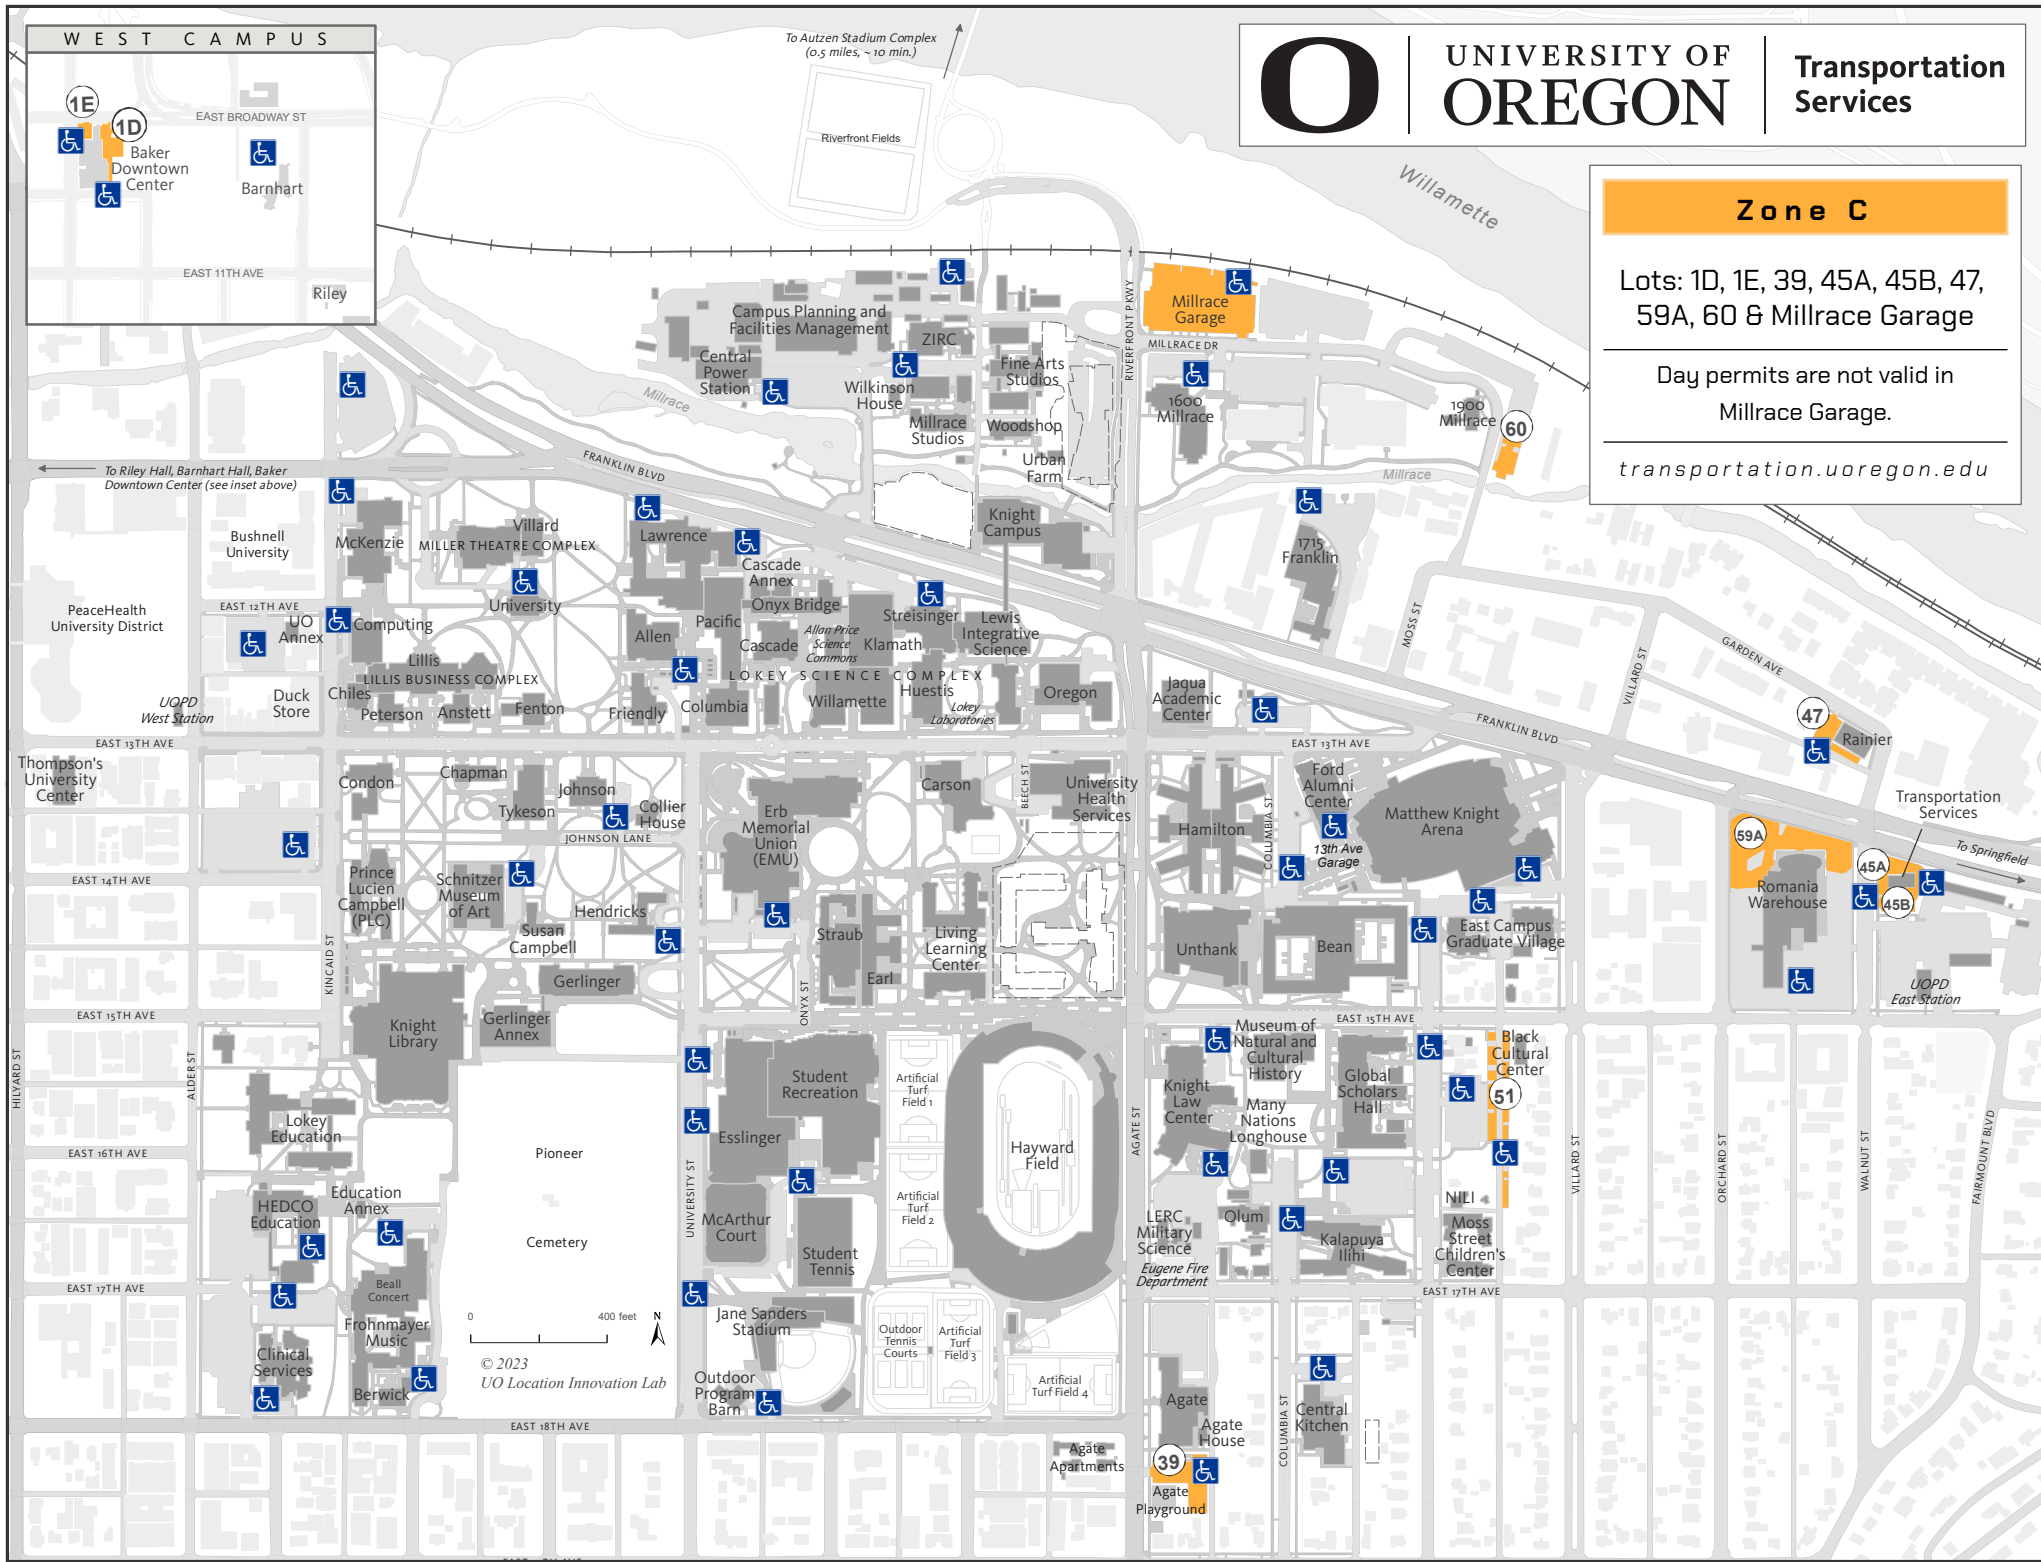 WEST CAMPUS
1E
1D
EAST BROADWAY ST
Baker
Downtown
Center
Barnhart
EAST 11TH AVE
Riley
To Autzen Stadium Complex
(0.5 miles, ~10 min.)
Riverfront Fields
Willamette
O
UNIVERSITY OF
OREGON
Transportation
Services
Zone C
Lots: 1D, 1E, 39, 45A, 45B, 47,
59A, 60 & Millrace Garage
Day permits are not valid in
Millrace Garage.
transportation.uoregon.edu
Campus Planning and
Facilities Management
ZIRC
Central
Power
Station
Wilkinson
House
Fine Arts
Studios
Millrace
Millrace
Studios
Woodshop
Urban
Farm
RIVERFRONT PKWY
Millrace
Garage
MILLRACE DR
1600
Millrace
1900
Millrace
60
Millrace
To Riley Hall, Barnhart Hall, Baker
Downtown Center (see inset above)
FRANKLIN BLVD
Bushnell
University
McKenzie
Villard
MILLER THEATRE COMPLEX
University
Lawrence
Cascade
Annex
Onyx Bridge
Knight
Campus
1715
Franklin
MOSS ST
PeaceHealth
University District
EAST 12TH AVE
UO
Annex
Computing
Allen
Pacific
Cascade
Allan Price
Science
Commons
Klamath
Streisinger
Lewis
Integrative
Science
Lillis
LILLIS BUSINESS COMPLEX
LOKEY SCIENCE COMPLEX
Duck
Store
Chiles
Peterson
Anstett
Fenton
Friendly
Columbia
Willamette
Huestis
Lokey
Laboratories
Oregon
Jaqua
Academic
Center
UOPD
West Station
VILLARD ST
GARDEN AVE
FRANKLIN BLVD
47
Rainier
EAST 13TH AVE
EAST 13TH AVE
Thompson's
University
Center
Condon
Chapman
Tykeson
Johnson
Collier
House
JOHNSON LANE
Erb
Memorial
Union
(EMU)
Carson
BEECH ST
University
Health
Services
Hamilton
COLUMBIA ST
Ford
Alumni
Center
13th Ave
Garage
Matthew Knight
Arena
Transportation
Services
To Springfield
59A
45A
45B
Romania
Warehouse
EAST 14TH AVE
Prince
Lucien
Campbell
(PLC)
Schnitzer
Museum
of Art
Susan
Campbell
Hendricks
Straub
Earl
Living
Learning
Center
Unthank
Bean
East Campus
Graduate Village
UOPD
East Station
KINCAID ST
Gerlinger
ONYX ST
EAST 15TH AVE
EAST 15TH AVE
Knight
Library
Gerlinger
Annex
HILYARD ST
ALDER ST
Student
Recreation
Esslinger
Artificial
Turf
Field 1
Hayward
Field
AGATE ST
Knight
Law
Center
Museum of
Natural and
Cultural
History
Many
Nations
Longhouse
Global
Scholars
Hall
Black
Cultural
Center
51
VILLARD ST
ORCHARD ST
WALNUT ST
FAIRMOUNT BLVD
Lokey
Education
EAST 16TH AVE
Pioneer
Cemetery
UNIVERSITY ST
HEDCO
Education
Education
Annex
McArthur
Court
Artificial
Turf
Field 2
Student
Tennis
LERC
Military
Science
Eugene Fire
Department
Olum
Kalapuya
Ilihi
NILI
Moss
Street
Children's
Center
EAST 17TH AVE
EAST 17TH AVE
Beall
Concert
Frohnmayer
Music
Clinical
Services
Berwick
0
400 feet
N
© 2023
UO Location Innovation Lab
Jane Sanders
Stadium
Outdoor
Program
Barn
Outdoor
Tennis
Courts
Artificial
Turf
Field 3
Artificial
Turf Field 4
Agate
Agate
House
COLUMBIA ST
Central
Kitchen
EAST 18TH AVE
Agate
Apartments
39
Agate
Playground